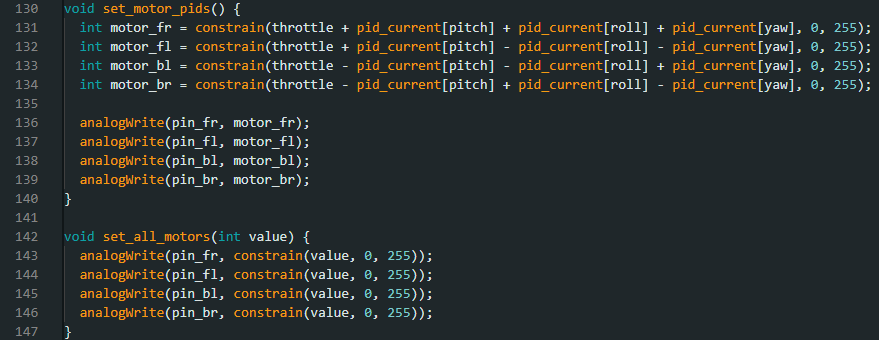 130 void set_motor_pids() {
131   int motor_fr = constrain(throttle + pid_current[pitch] + pid_current[roll] + pid_current[yaw], 0, 255);
132   int motor_fl = constrain(throttle + pid_current[pitch] - pid_current[roll] - pid_current[yaw], 0, 255);
133   int motor_bl = constrain(throttle - pid_current[pitch] - pid_current[roll] + pid_current[yaw], 0, 255);
134   int motor_br = constrain(throttle - pid_current[pitch] + pid_current[roll] - pid_current[yaw], 0, 255);
135
136   analogWrite(pin_fr, motor_fr);
137   analogWrite(pin_fl, motor_fl);
138   analogWrite(pin_bl, motor_bl);
139   analogWrite(pin_br, motor_br);
140 }
141
142 void set_all_motors(int value) {
143   analogWrite(pin_fr, constrain(value, 0, 255));
144   analogWrite(pin_fl, constrain(value, 0, 255));
145   analogWrite(pin_bl, constrain(value, 0, 255));
146   analogWrite(pin_br, constrain(value, 0, 255));
147 }